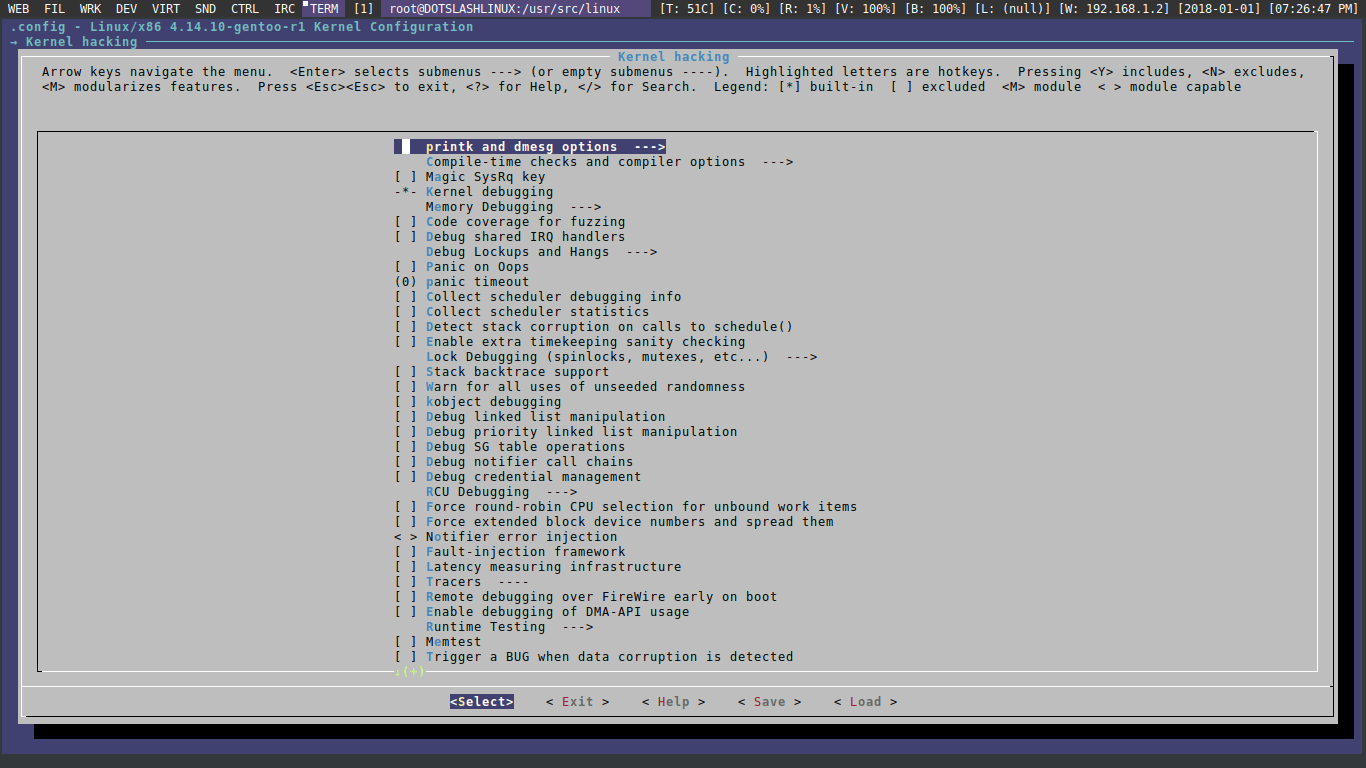 WEB FIL WRK DEV VIRT SND CTRL IRC TERM [1] root@DOTSLASHLINUX:/usr/src/linux [T: 51C] [C: 0%] [R: 1%] [V: 100%] [B: 100%] [L: (null)] [W: 192.168.1.2] [2018-01-01] [07:26:47 PM]
.config - Linux/x86 4.14.10-gentoo-r1 Kernel Configuration
→ Kernel hacking
Kernel hacking
Arrow keys navigate the menu. <Enter> selects submenus ---> (or empty submenus ----). Highlighted letters are hotkeys. Pressing <Y> includes, <N> excludes,
<M> modularizes features. Press <Esc><Esc> to exit, <?> for Help, </> for Search. Legend: [*] built-in [ ] excluded <M> module < > module capable
printk and dmesg options --->
Compile-time checks and compiler options --->
[ ] Magic SysRq key
-*- Kernel debugging
Memory Debugging --->
[ ] Code coverage for fuzzing
[ ] Debug shared IRQ handlers
Debug Lockups and Hangs --->
[ ] Panic on Oops
(0) panic timeout
[ ] Collect scheduler debugging info
[ ] Collect scheduler statistics
[ ] Detect stack corruption on calls to schedule()
[ ] Enable extra timekeeping sanity checking
Lock Debugging (spinlocks, mutexes, etc...) --->
[ ] Stack backtrace support
[ ] Warn for all uses of unseeded randomness
[ ] kobject debugging
[ ] Debug linked list manipulation
[ ] Debug priority linked list manipulation
[ ] Debug SG table operations
[ ] Debug notifier call chains
[ ] Debug credential management
RCU Debugging --->
[ ] Force round-robin CPU selection for unbound work items
[ ] Force extended block device numbers and spread them
< > Notifier error injection
[ ] Fault-injection framework
[ ] Latency measuring infrastructure
[ ] Tracers ----
[ ] Remote debugging over FireWire early on boot
[ ] Enable debugging of DMA-API usage
Runtime Testing --->
[ ] Memtest
[ ] Trigger a BUG when data corruption is detected
↓(+)
<Select> < Exit > < Help > < Save > < Load >